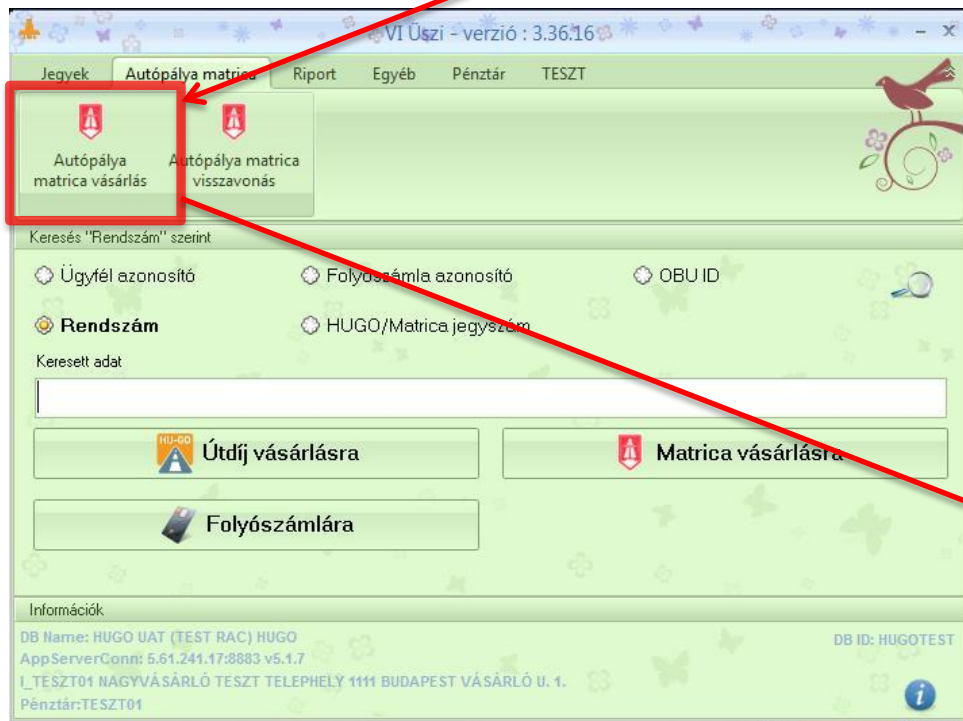 VI Üszi - verzió : 3.36.16
Jegyek Autópálya matrica Riport Egyéb Pénztár TESZT
Autópálya matrica vásárlás
Autópálya matrica visszavonás
Keresés "Rendszám" szerint
Ügyfél azonosító Folyószámla azonosító OBU ID
Rendszám HUGO/Matrica jegyszám
Keresett adat
HU-GO Útdíj vásárlásra Matrica vásárlásra
Folyószámlára
Információk
DB Name: HUGO UAT (TEST RAC) HUGO DB ID: HUGOTEST
AppServerConn: 5.61.241.17:8883 v5.1.7
I_TESZT01 NAGYVÁSÁRLÓ TESZT TELEPHELY 1111 BUDAPEST VÁSÁRLÓ U. 1.
Pénztár:TESZT01